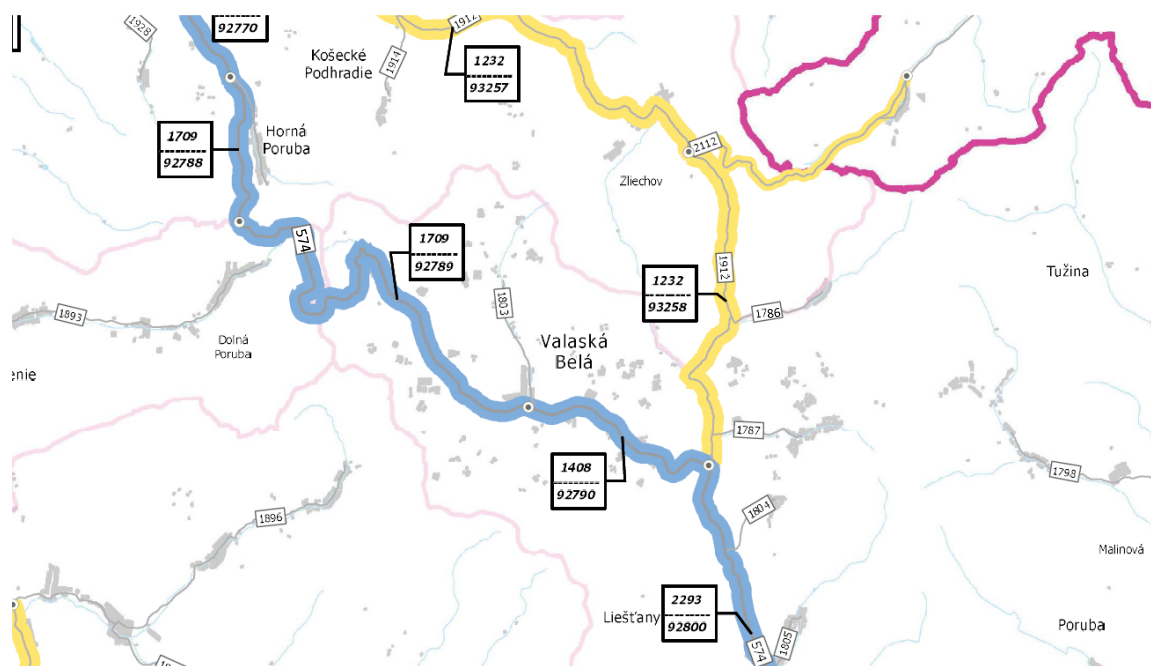 1928
92770
1912
Košecké
Podhradie
1914
1232
93257
1709
92788
Horná
Poruba
2112
Zliechov
574
1709
92789
1912
1232
93258
Tužina
1893
Dolná
Poruba
1803
1786
Valaská
Belá
enie
1787
1408
92790
1798
1896
1804
Malinová
2293
92800
Liešťany
574
1805
Poruba